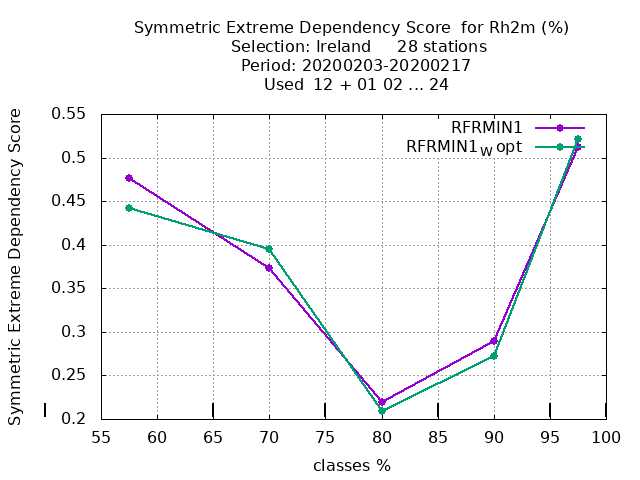 Symmetric Extreme Dependency Score  for Rh2m (%)
Selection: Ireland     28 stations
Period: 20200203-20200217
Used  12 + 01 02 ... 24
Symmetric Extreme Dependency Score
0.55
0.5
0.45
0.4
0.35
0.3
0.25
0.2
RFRMIN1
RFRMIN1W opt
55 60 65 70 75 80 85 90 95 100
classes %